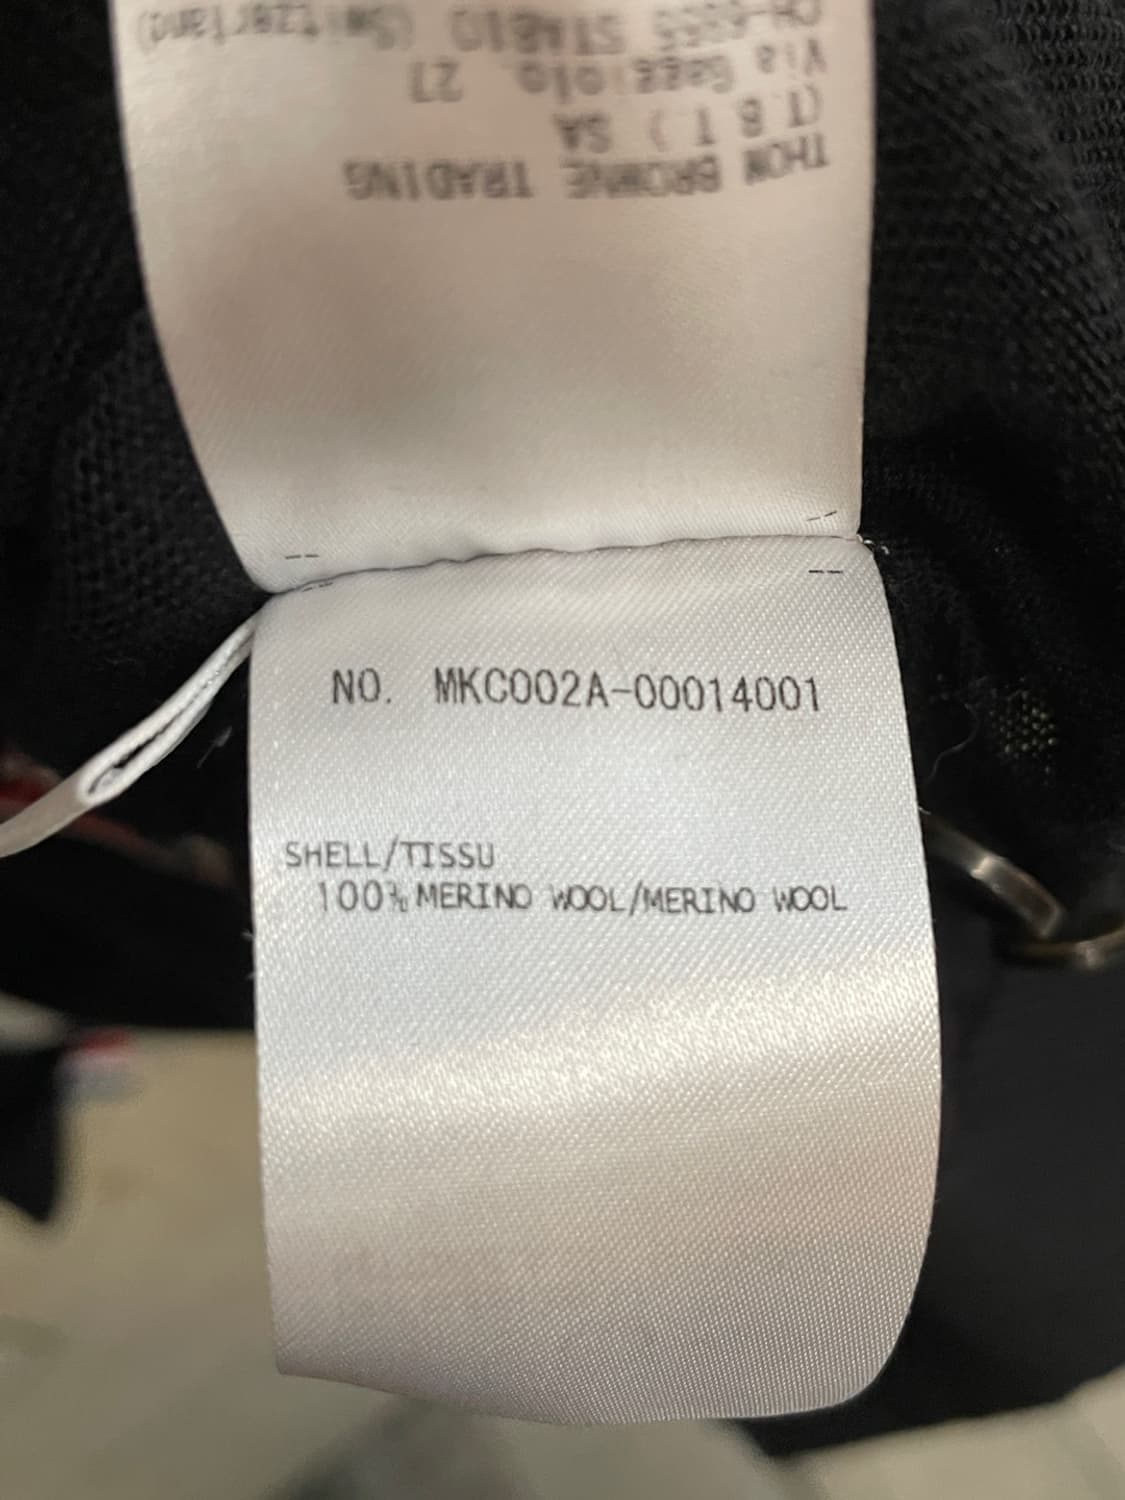 THOM BROWNE TRADING
(T B T ) SA
Via Gaggiolo, 27
CH-6855 STABIO (Switzerland)
NO. MKC002A-00014001
SHELL/TISSU
100% MERINO WOOL/MERINO WOOL